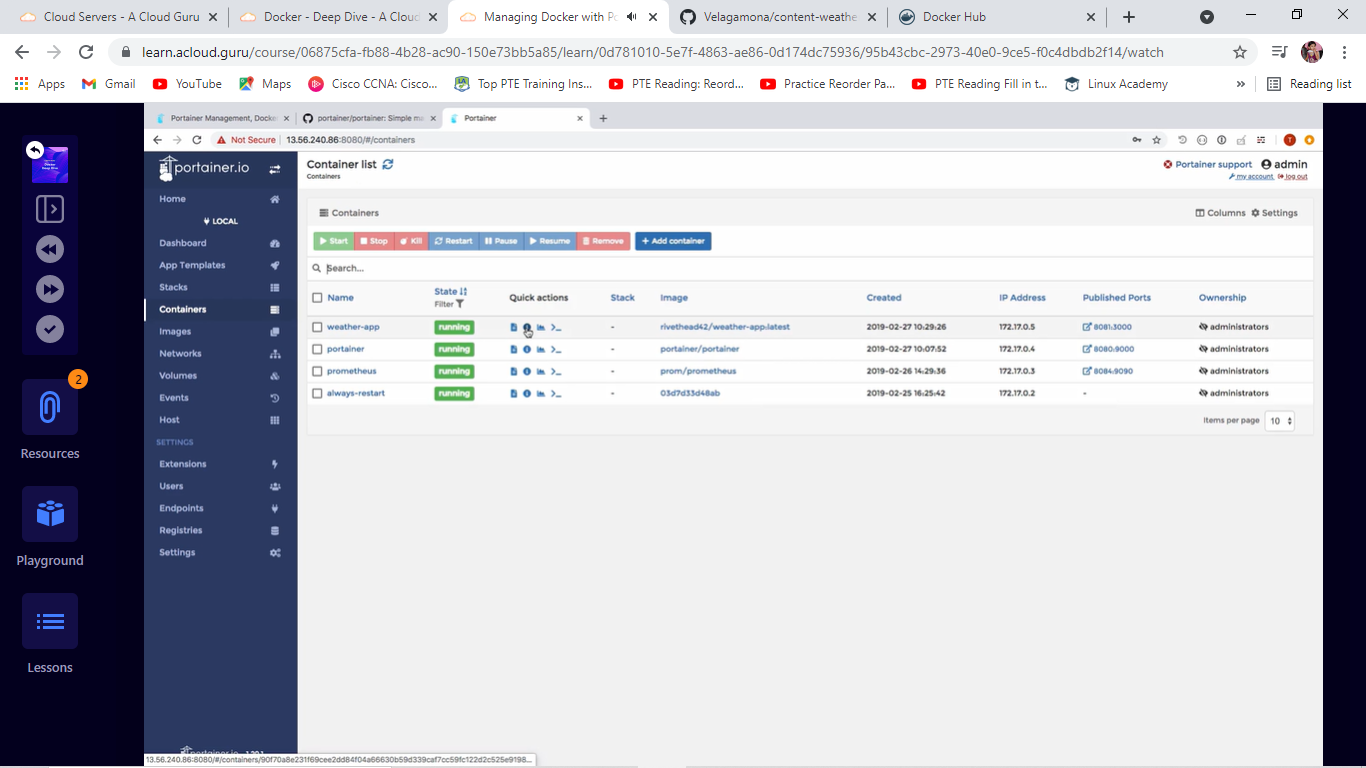 Cloud Servers - A Cloud Guru
Docker - Deep Dive - A Cloud
Managing Docker with Po
Velagamona/content-weathe
Docker Hub
learn.acloud.guru/course/06875cfa-fb88-4b28-ac90-150e73bb5a85/learn/0d781010-5e7f-4863-ae86-0d174dc75936/95b43cbc-2973-40e0-9ce5-f0c4dbdb2f14/watch
Apps Gmail YouTube Maps Cisco CCNA: Cisco... Top PTE Training Ins... PTE Reading: Reord... Practice Reorder Pa... PTE Reading Fill in t... Linux Academy » Reading list
Portainer Management, Docke
portainer/portainer: Simple ma
Portainer
Not Secure 13.56.240.86:8080/#/containers
portainer.io
Container list
Containers
Portainer support admin
my account log out
Home
LOCAL
Dashboard
App Templates
Stacks
Containers
Images
Networks
Volumes
Events
Host
SETTINGS
Extensions
Users
Endpoints
Registries
Settings
Containers Columns Settings
Start Stop Kill Restart Pause Resume Remove + Add container
Search...
Name State Filter Quick actions Stack Image Created IP Address Published Ports Ownership
weather-app running - rivethead42/weather-app:latest 2019-02-27 10:29:26 172.17.0.5 8081:3000 administrators
portainer running - portainer/portainer 2019-02-27 10:07:52 172.17.0.4 8080:9000 administrators
prometheus running - prom/prometheus 2019-02-26 14:29:36 172.17.0.3 8084:9090 administrators
always-restart running - 03d7d33d48ab 2019-02-25 16:25:42 172.17.0.2 - administrators
Items per page 10
2
Resources
Playground
Lessons
portainer.io 1.20.1
13.56.240.86:8080/#/containers/90f70a8e231f69cee2dd84f04a66630b59d339caf7cc59fc122d2c525e9198...